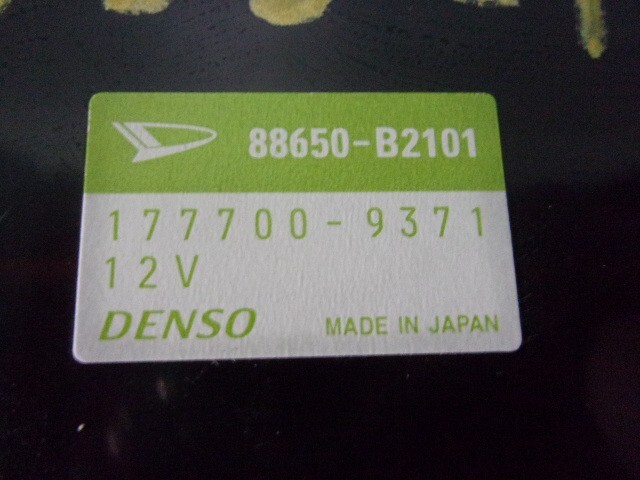 88650-B2101
177700-9371
12V
DENSO MADE IN JAPAN